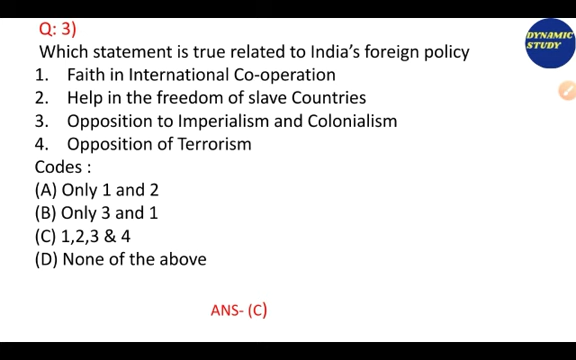 Q: 3)
DYNAMIC
STUDY
Which statement is true related to India's foreign policy
1. Faith in International Co-operation
2. Help in the freedom of slave Countries
3. Opposition to Imperialism and Colonialism
4. Opposition of Terrorism
Codes :
(A) Only 1 and 2
(B) Only 3 and 1
(C) 1,2,3 & 4
(D) None of the above
ANS- (C)